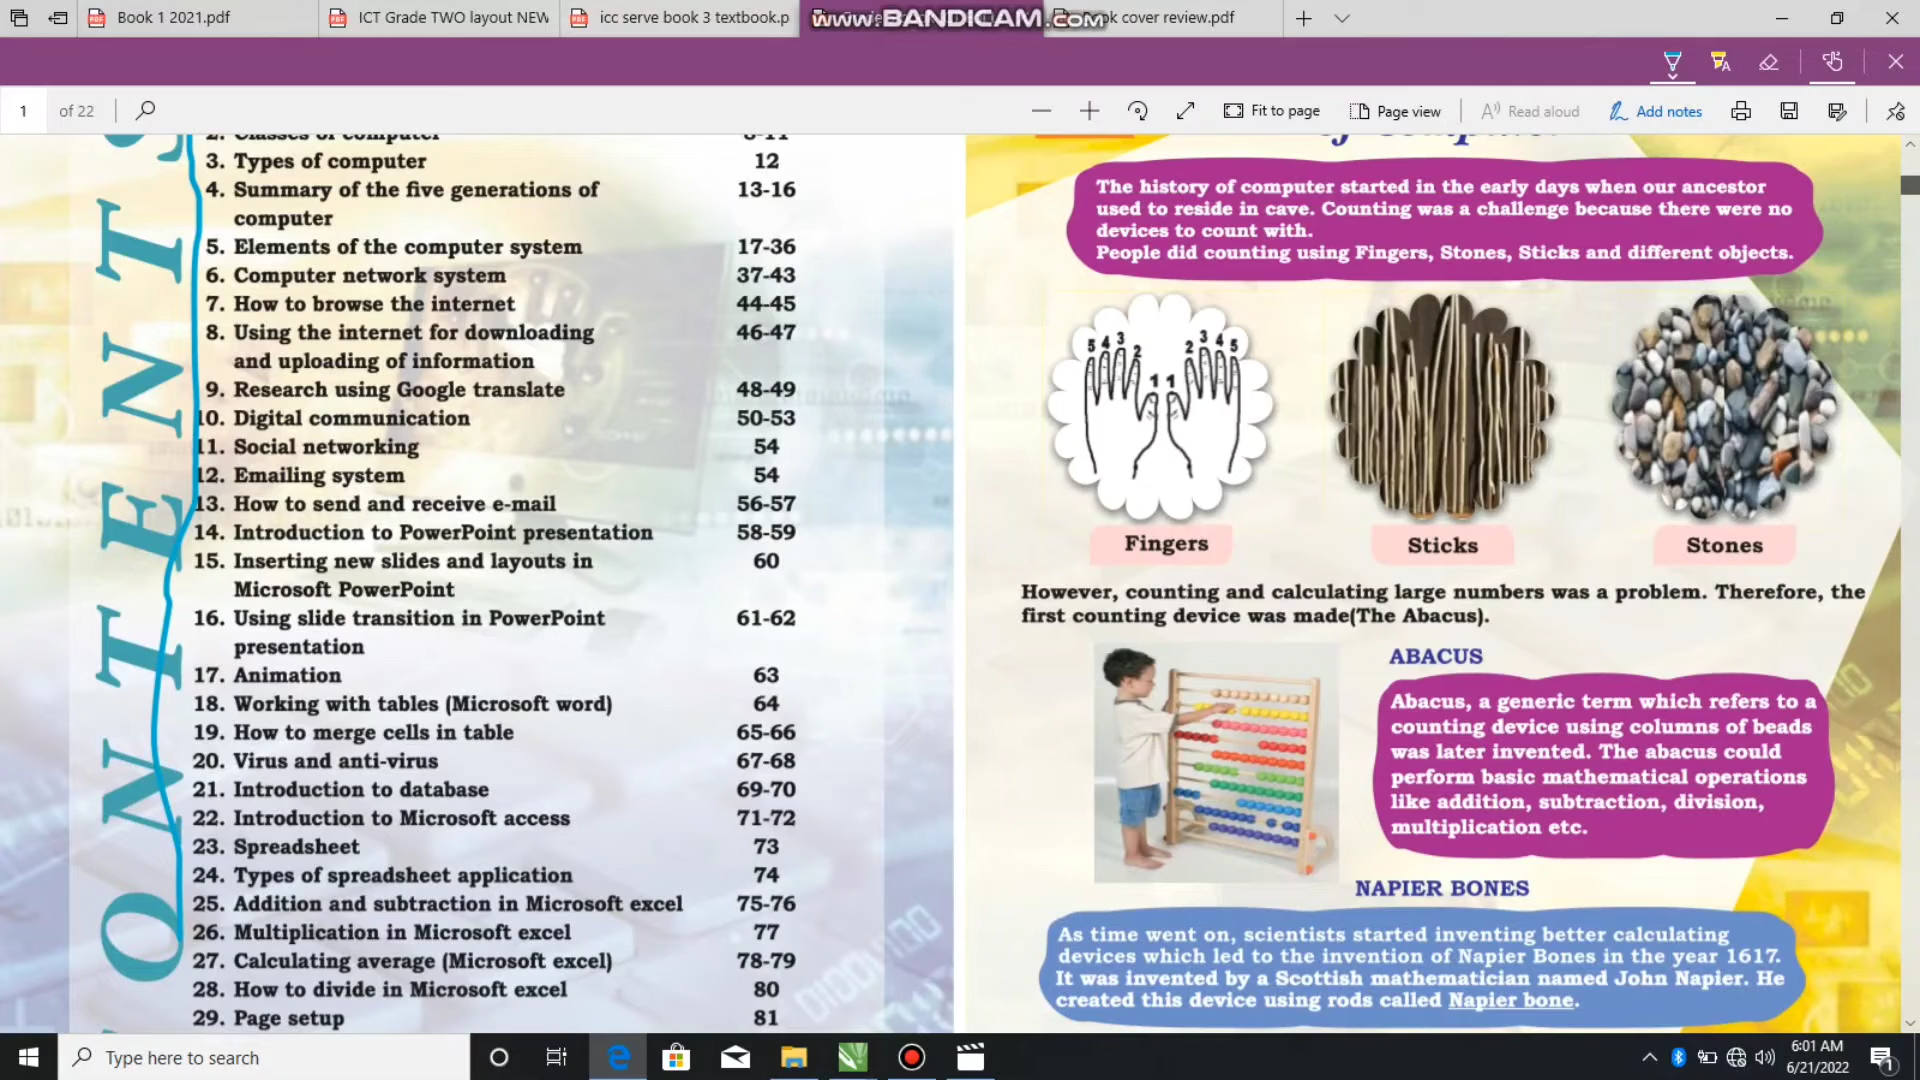 Book 1 2021.pdf
ICT Grade TWO layout NEW
icc serve book 3 textbook.p
www.BANDICAM.com
cover review.pdf
1 of 22
Fit to page
Page view
Read aloud
Add notes
CONTENTS
2. Classes of computer
3. Types of computer 12
4. Summary of the five generations of 13-16
computer
5. Elements of the computer system 17-36
6. Computer network system 37-43
7. How to browse the internet 44-45
8. Using the internet for downloading 46-47
and uploading of information
9. Research using Google translate 48-49
10. Digital communication 50-53
11. Social networking 54
12. Emailing system 54
13. How to send and receive e-mail 56-57
14. Introduction to PowerPoint presentation 58-59
15. Inserting new slides and layouts in 60
Microsoft PowerPoint
16. Using slide transition in PowerPoint 61-62
presentation
17. Animation 63
18. Working with tables (Microsoft word) 64
19. How to merge cells in table 65-66
20. Virus and anti-virus 67-68
21. Introduction to database 69-70
22. Introduction to Microsoft access 71-72
23. Spreadsheet 73
24. Types of spreadsheet application 74
25. Addition and subtraction in Microsoft excel 75-76
26. Multiplication in Microsoft excel 77
27. Calculating average (Microsoft excel) 78-79
28. How to divide in Microsoft excel 80
29. Page setup 81
The history of computer started in the early days when our ancestor
used to reside in cave. Counting was a challenge because there were no
devices to count with.
People did counting using Fingers, Stones, Sticks and different objects.
5 4 3 2 1 1 2 3 4 5
Fingers
Sticks
Stones
However, counting and calculating large numbers was a problem. Therefore, the
first counting device was made(The Abacus).
ABACUS
Abacus, a generic term which refers to a
counting device using columns of beads
was later invented. The abacus could
perform basic mathematical operations
like addition, subtraction, division,
multiplication etc.
NAPIER BONES
As time went on, scientists started inventing better calculating
devices which led to the invention of Napier Bones in the year 1617.
It was invented by a Scottish mathematician named John Napier. He
created this device using rods called Napier bone.
Type here to search
6:01 AM
6/21/2022
1